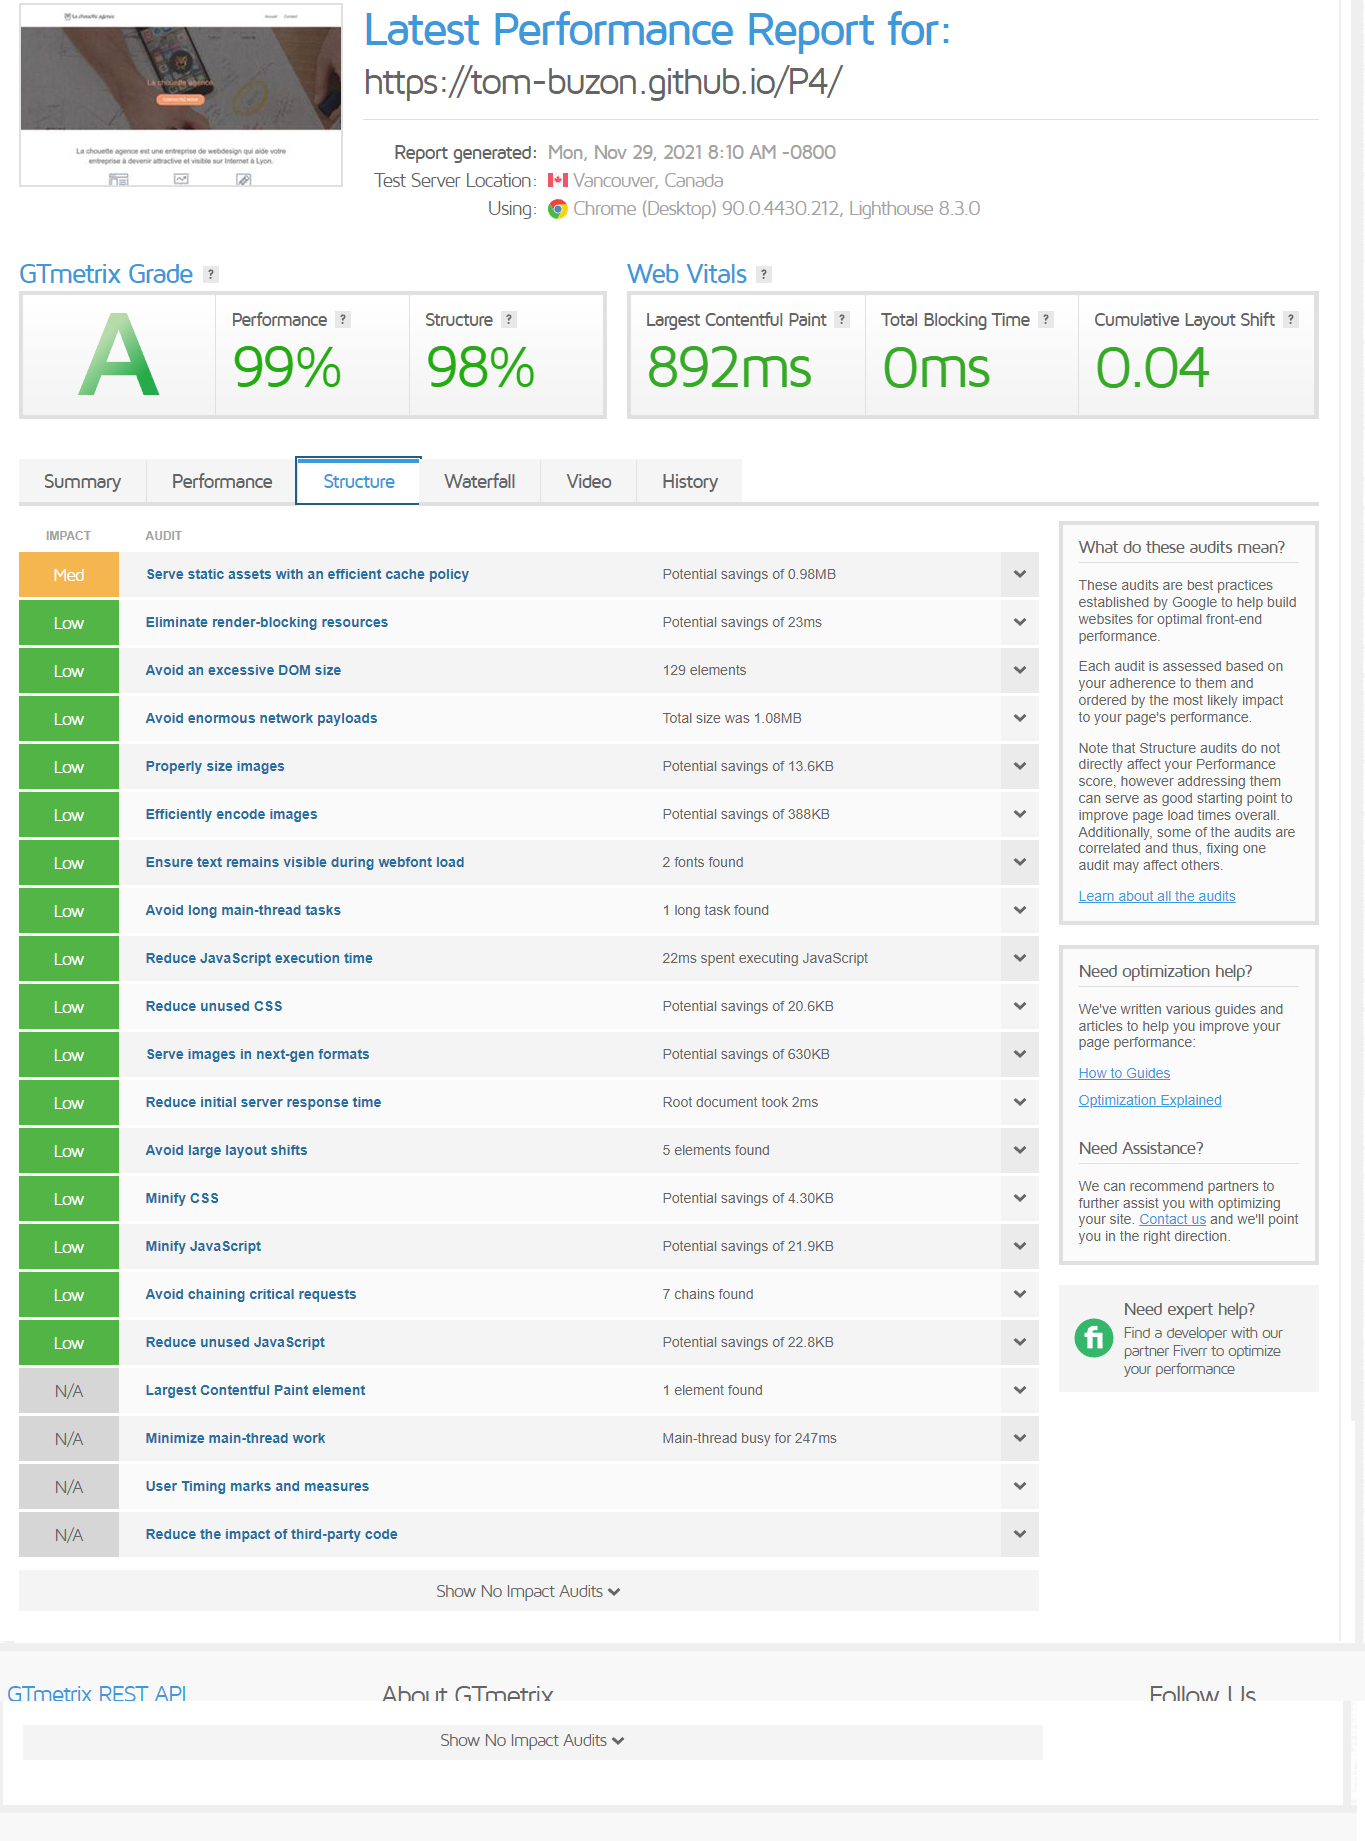 La chouette agence
Accueil Contact
La chouette agence
La chouette agence est une entreprise de webdesign qui aide votre
entreprise à devenir attractive et visible sur Internet à Lyon.
Latest Performance Report for:
https://tom-buzon.github.io/P4/
Report generated: Mon, Nov 29, 2021 8:10 AM -0800
Test Server Location: Vancouver, Canada
Using: Chrome (Desktop) 90.0.4430.212, Lighthouse 8.3.0
GTmetrix Grade ?
A
Performance ?
99%
Structure ?
98%
Web Vitals ?
Largest Contentful Paint ?
892ms
Total Blocking Time ?
0ms
Cumulative Layout Shift ?
0.04
Summary Performance Structure Waterfall Video History
IMPACT AUDIT
Med Serve static assets with an efficient cache policy Potential savings of 0.98MB
Low Eliminate render-blocking resources Potential savings of 23ms
Low Avoid an excessive DOM size 129 elements
Low Avoid enormous network payloads Total size was 1.08MB
Low Properly size images Potential savings of 13.6KB
Low Efficiently encode images Potential savings of 388KB
Low Ensure text remains visible during webfont load 2 fonts found
Low Avoid long main-thread tasks 1 long task found
Low Reduce JavaScript execution time 22ms spent executing JavaScript
Low Reduce unused CSS Potential savings of 20.6KB
Low Serve images in next-gen formats Potential savings of 630KB
Low Reduce initial server response time Root document took 2ms
Low Avoid large layout shifts 5 elements found
Low Minify CSS Potential savings of 4.30KB
Low Minify JavaScript Potential savings of 21.9KB
Low Avoid chaining critical requests 7 chains found
Low Reduce unused JavaScript Potential savings of 22.8KB
N/A Largest Contentful Paint element 1 element found
N/A Minimize main-thread work Main-thread busy for 247ms
N/A User Timing marks and measures
N/A Reduce the impact of third-party code
Show No Impact Audits
What do these audits mean?
These audits are best practices
established by Google to help build
websites for optimal front-end
performance.
Each audit is assessed based on
your adherence to them and
ordered by the most likely impact
to your page's performance.
Note that Structure audits do not
directly affect your Performance
score, however addressing them
can serve as good starting point to
improve page load times overall.
Additionally, some of the audits are
correlated and thus, fixing one
audit may affect others.
Learn about all the audits
Need optimization help?
We've written various guides and
articles to help you improve your
page performance:
How to Guides
Optimization Explained
Need Assistance?
We can recommend partners to
further assist you with optimizing
your site. Contact us and we'll point
you in the right direction.
fi
Need expert help?
Find a developer with our
partner Fiverr to optimize
your performance
GTmetrix REST API About GTmetrix Follow Us
Show No Impact Audits